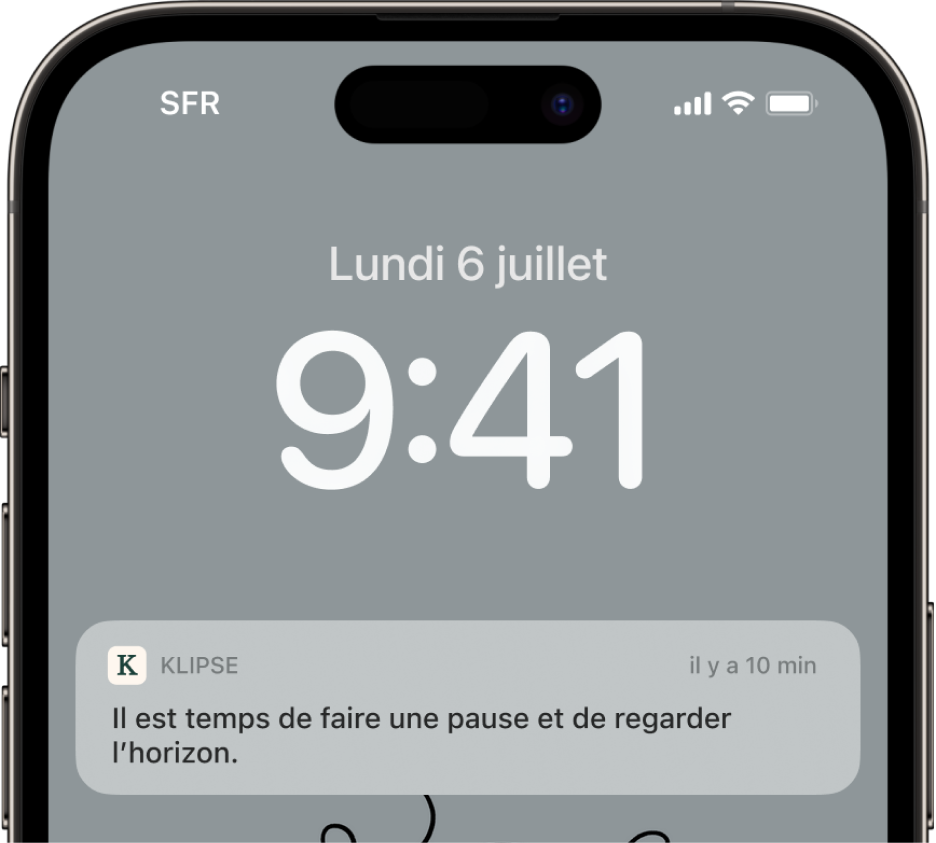 SFR
Lundi 6 juillet
9:41
K KLIPSE il y a 10 min
Il est temps de faire une pause et de regarder
l’horizon.